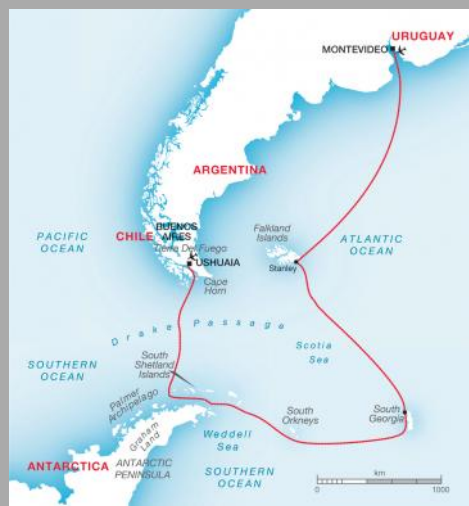 URUGUAY
MONTEVIDEO
ARGENTINA
PACIFIC
OCEAN
CHILE
BUENOS
AIRES
Tierra Del Fuego
USHUAIA
Cape
Horn
Falkland
Islands
Stanley
ATLANTIC
OCEAN
Drake Passage
Scotia
Sea
SOUTHERN
OCEAN
South
Shetland
Islands
Palmer
Archipelago
Graham
Land
ANTARCTICA
ANTARCTIC
PENINSULA
Weddell
Sea
South
Orkneys
South
Georgia
SOUTHERN
OCEAN
km
0
1000